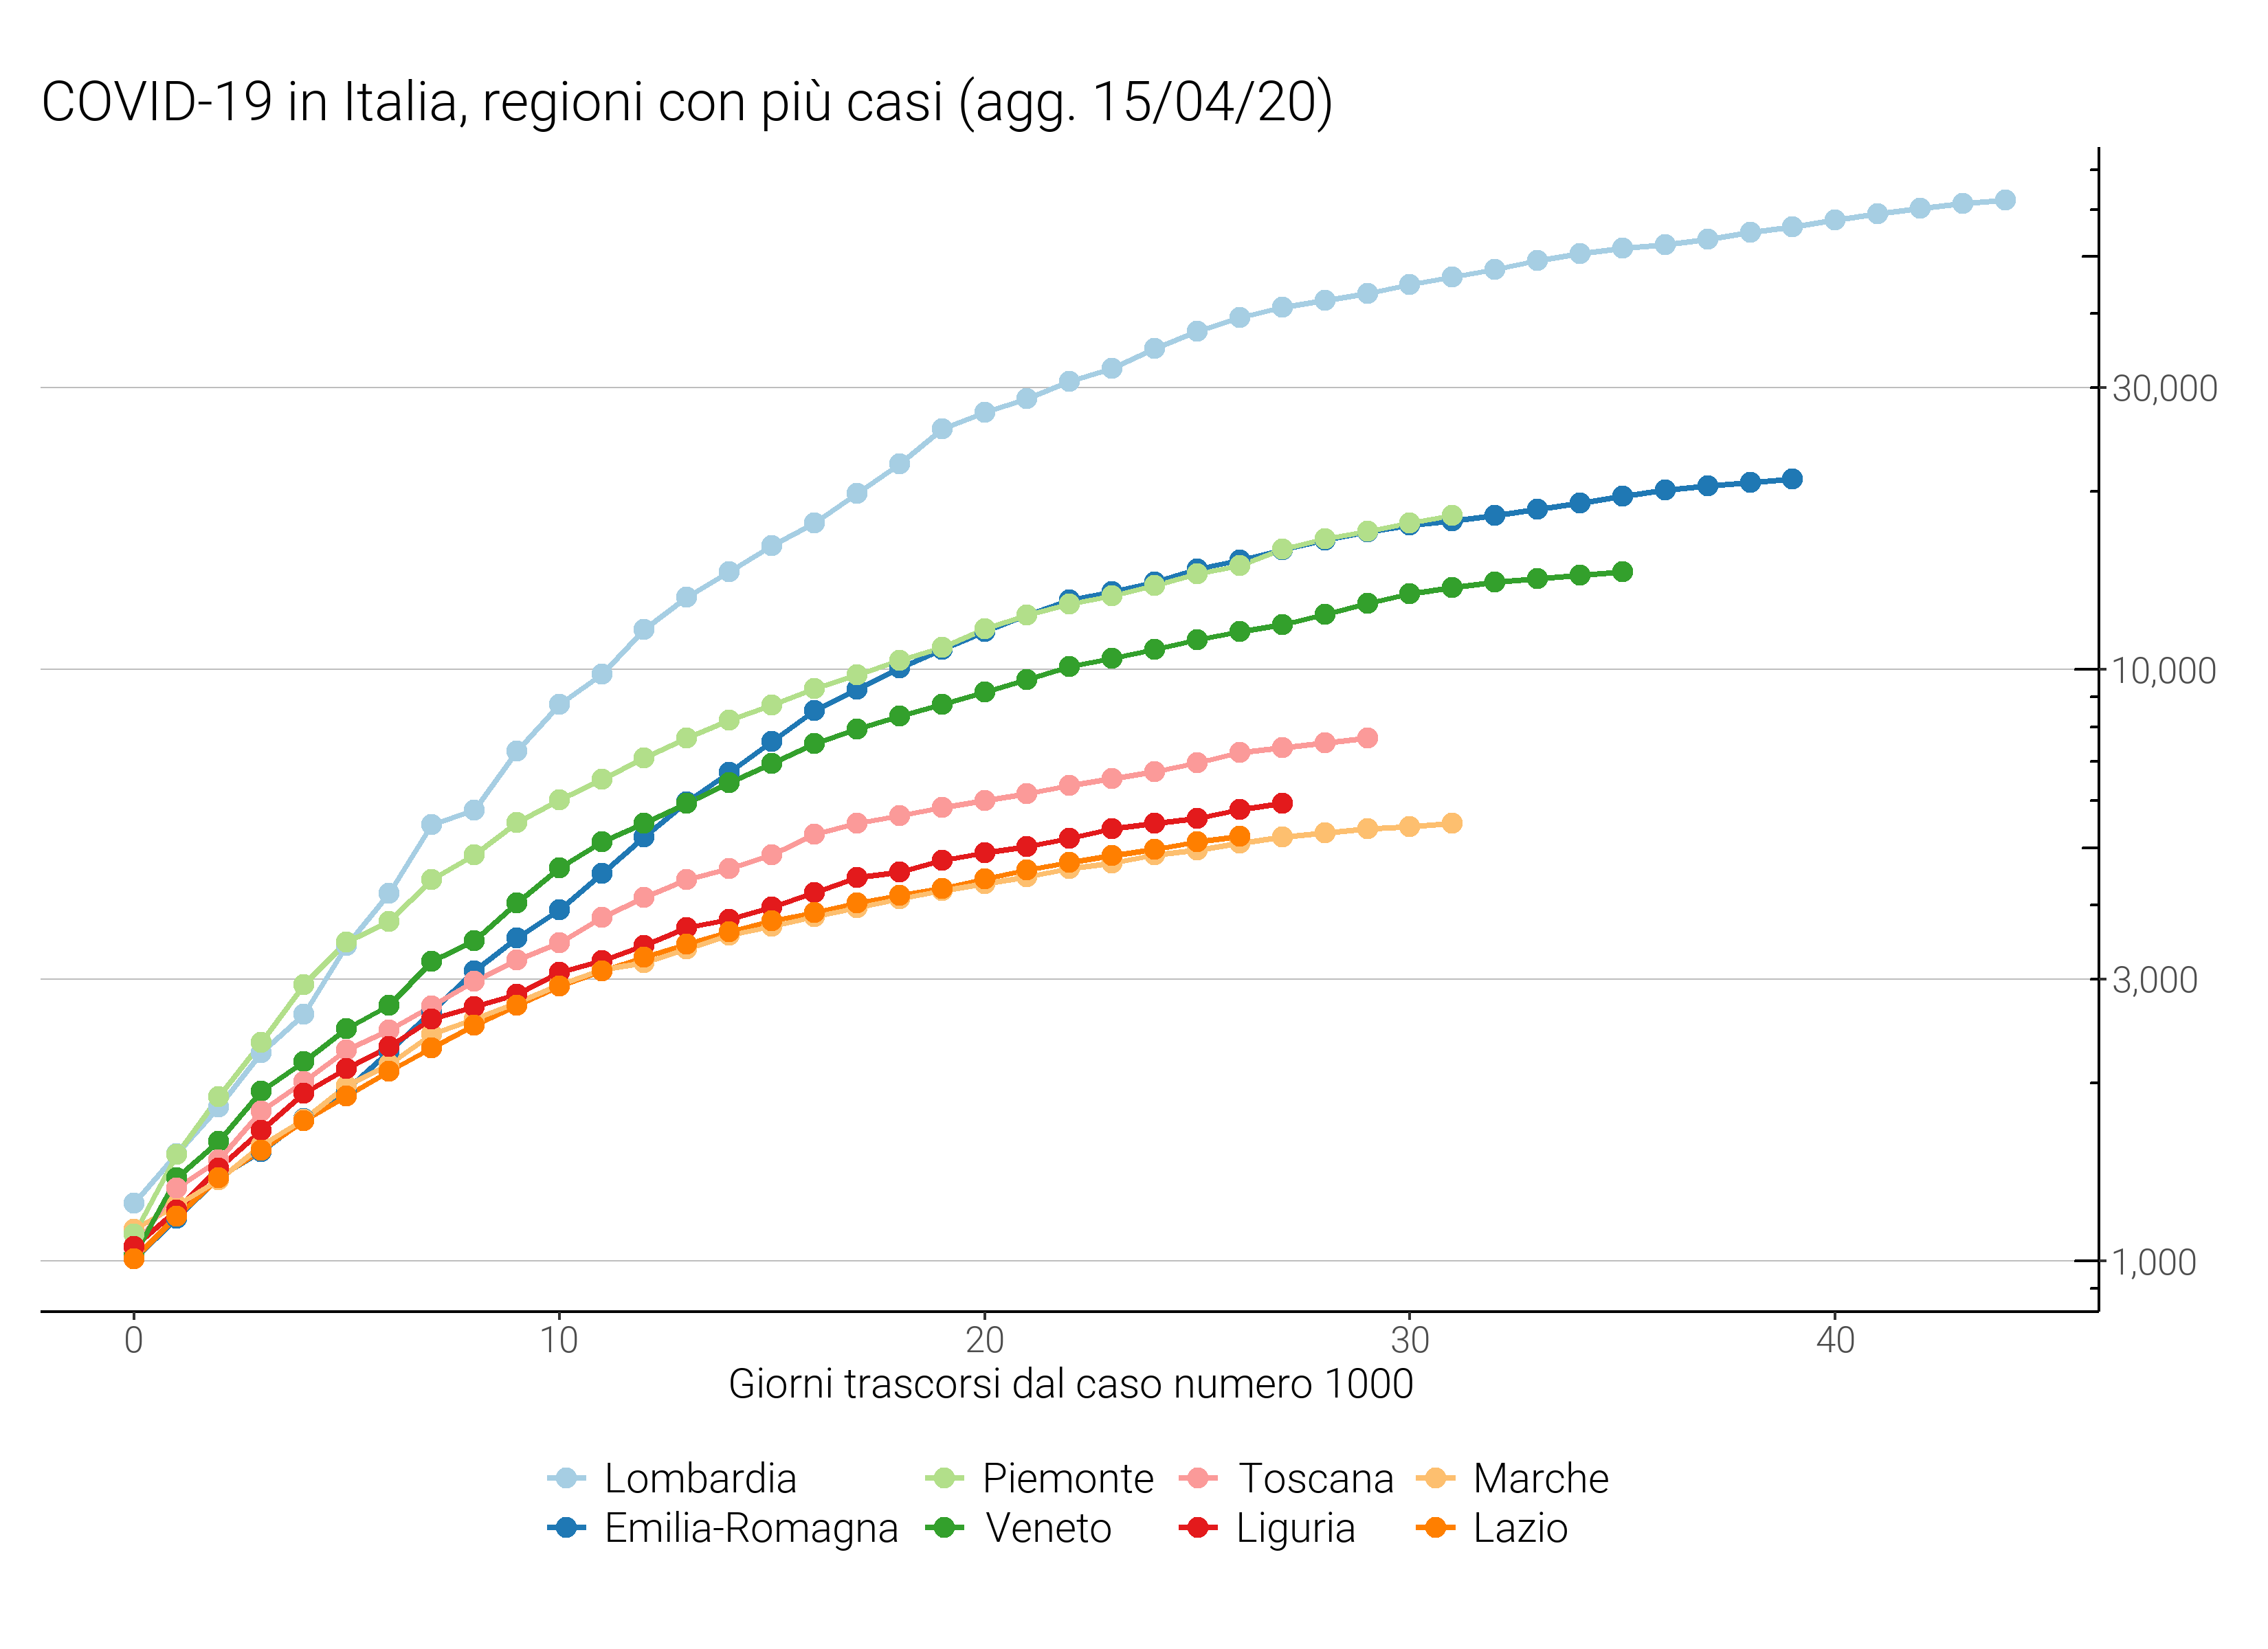 COVID-19 in Italia, regioni con più casi (agg. 15/04/20)
30,000
10,000
3,000
1,000
0 10 20 30 40
Giorni trascorsi dal caso numero 1000
Lombardia Piemonte Toscana Marche
Emilia-Romagna Veneto Liguria Lazio